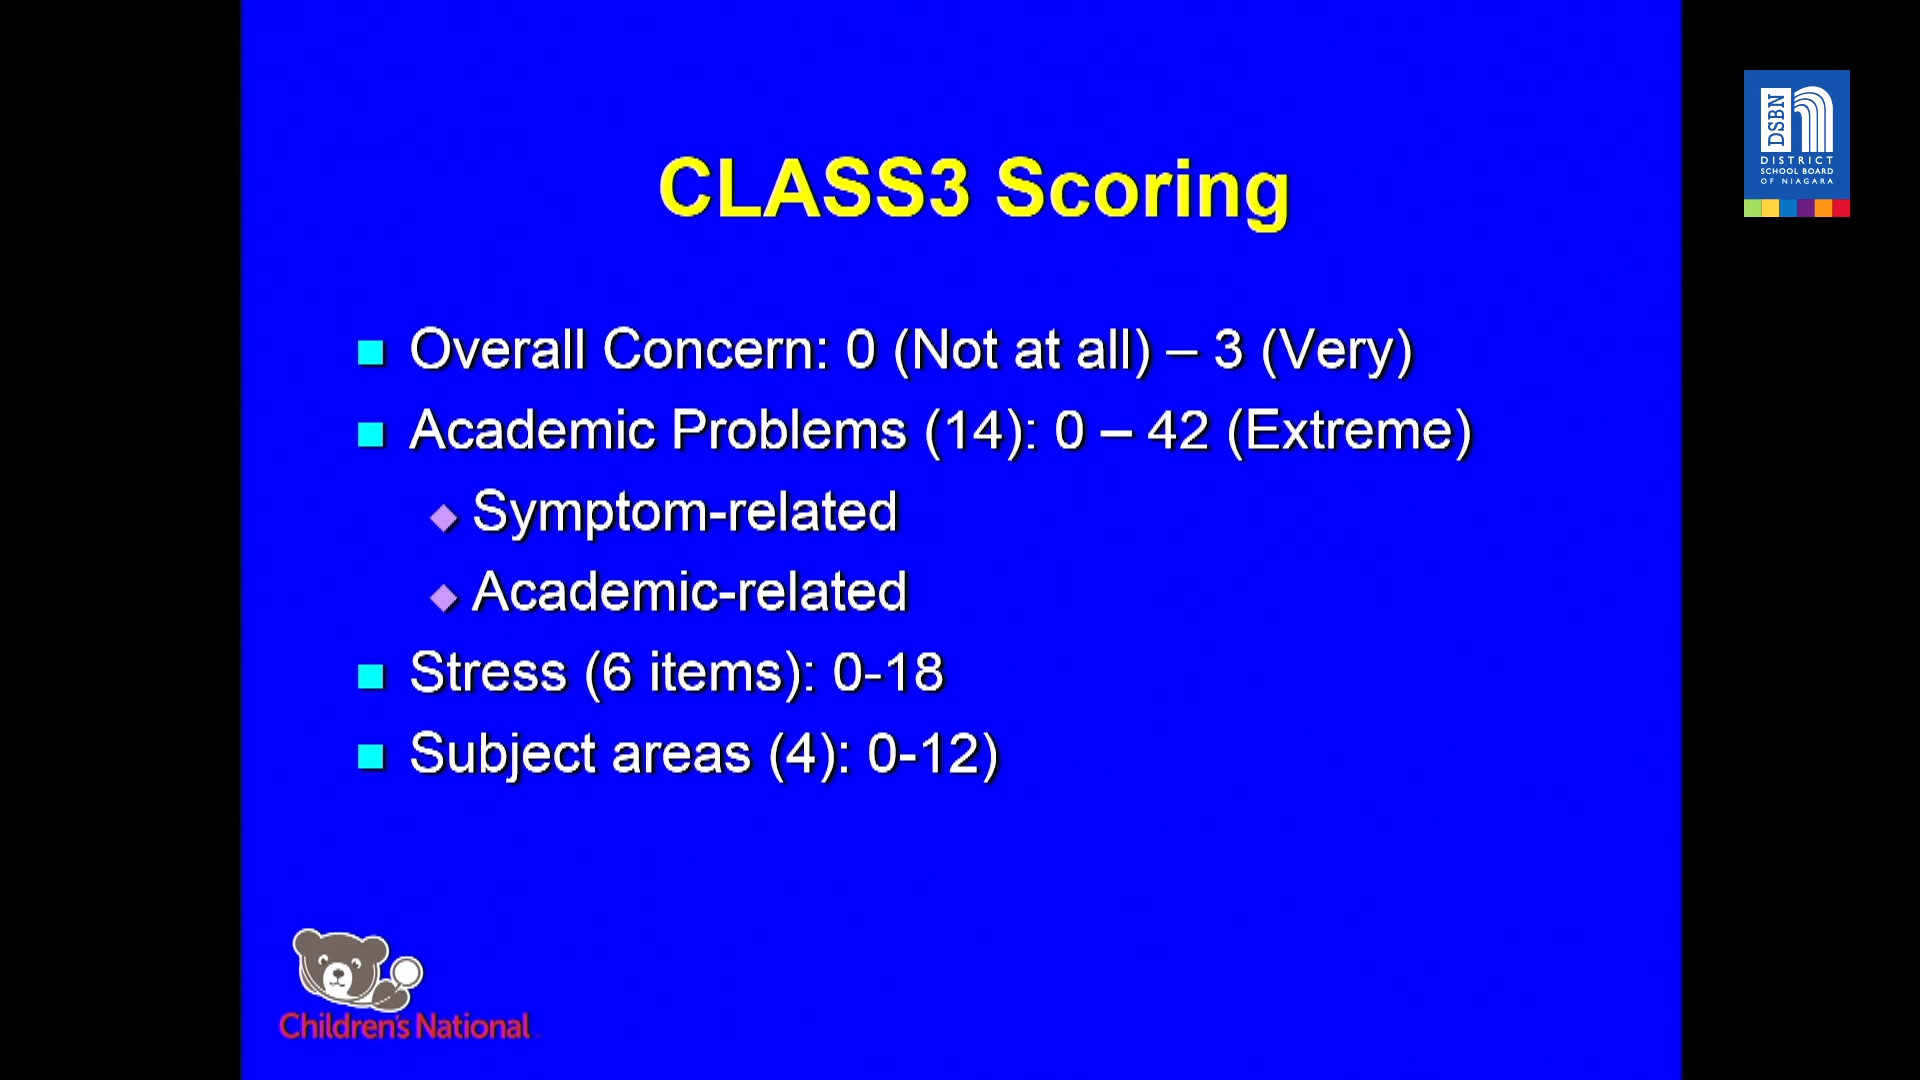 CLASS3 Scoring
Overall Concern: 0 (Not at all) – 3 (Very)
Academic Problems (14): 0 – 42 (Extreme)
Symptom-related
Academic-related
Stress (6 items): 0-18
Subject areas (4): 0-12)
Children's National
DSBN
DISTRICT
SCHOOL BOARD
OF NIAGARA